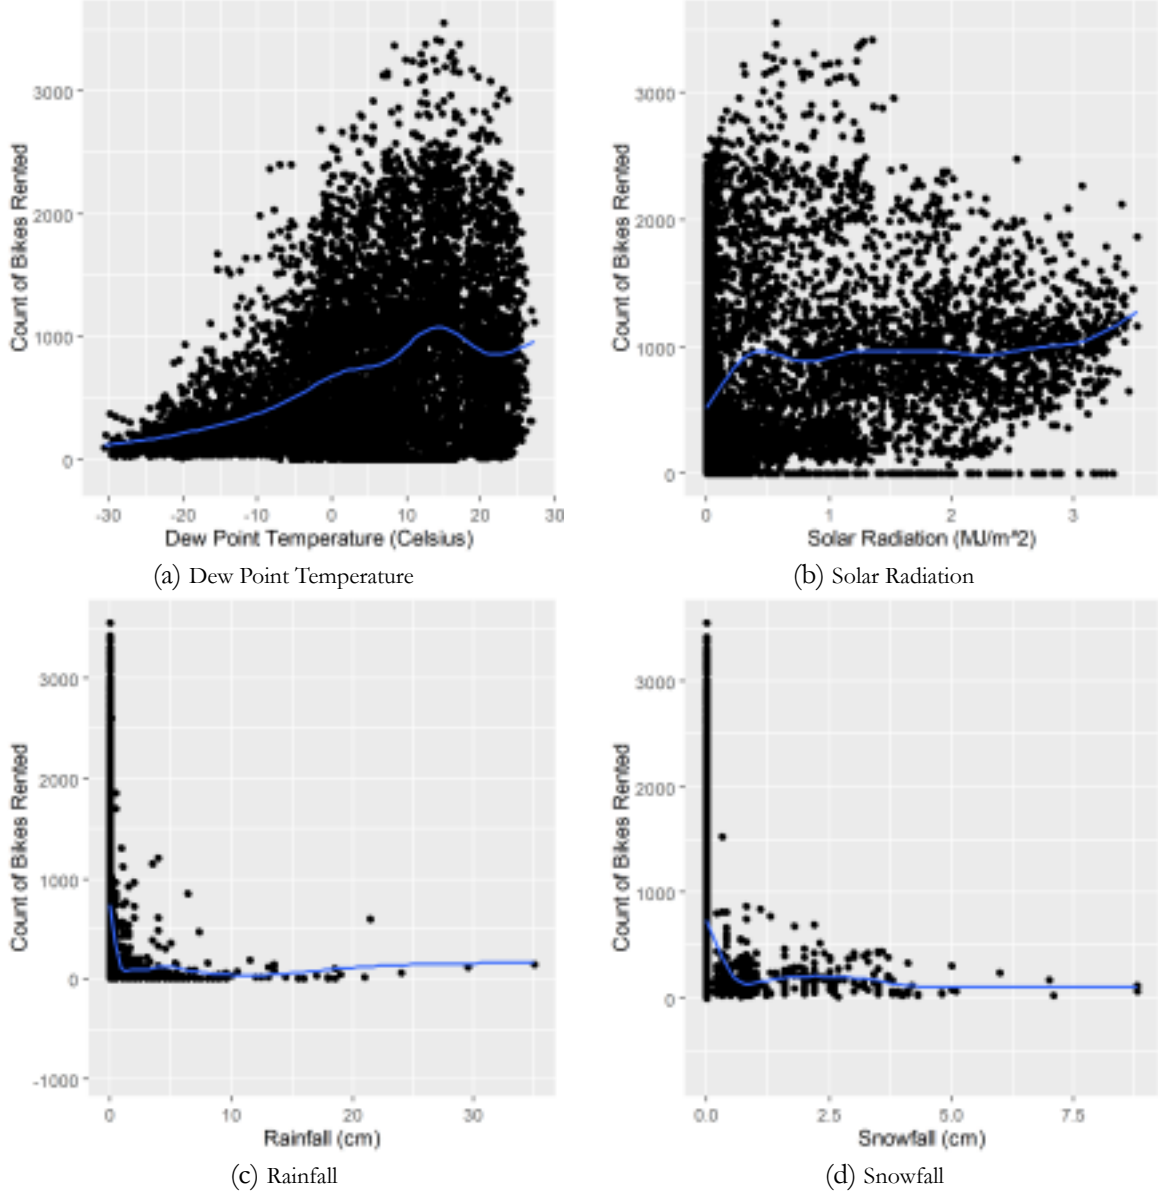 3000
2000
1000
0
Count of Bikes Rented
-30 -20 -10 0 10 20 30
Dew Point Temperature (Celsius)
(a) Dew Point Temperature
3000
2000
1000
0
Count of Bikes Rented
0 1 2 3
Solar Radiation (MJ/m^2)
(b) Solar Radiation
3000
2000
1000
0
-1000
Count of Bikes Rented
0 10 20 30
Rainfall (cm)
(c) Rainfall
3000
2000
1000
0
Count of Bikes Rented
0.0 2.5 5.0 7.5
Snowfall (cm)
(d) Snowfall